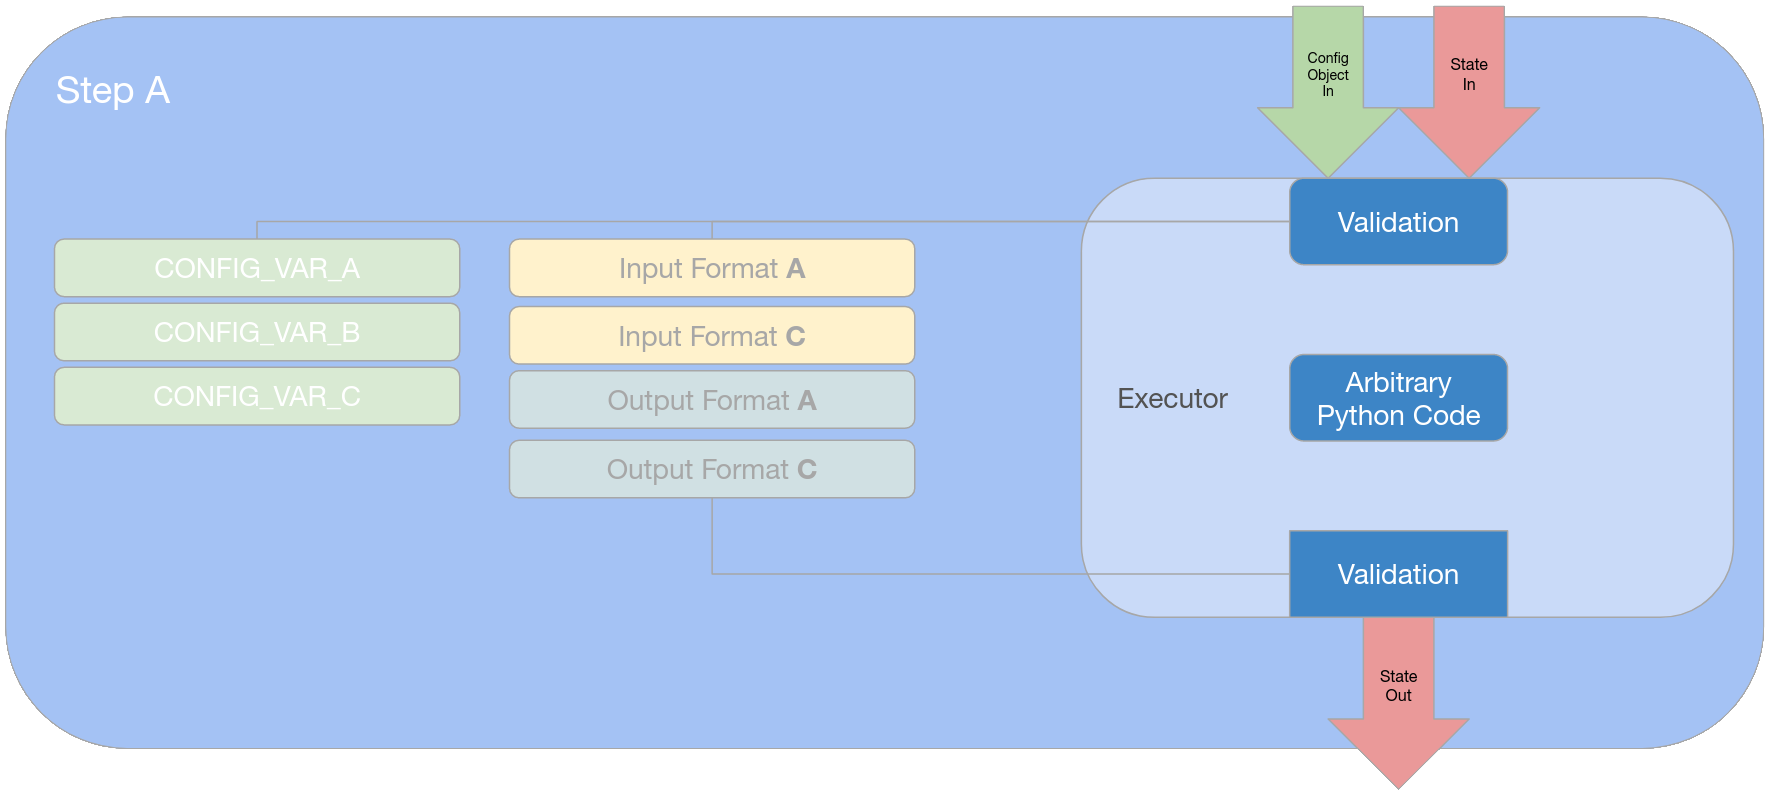 Step A
Config
Object
In
State
In
Validation
CONFIG_VAR_A
CONFIG_VAR_B
CONFIG_VAR_C
Input Format A
Input Format C
Output Format A
Output Format C
Executor
Arbitrary
Python Code
Validation
State
Out